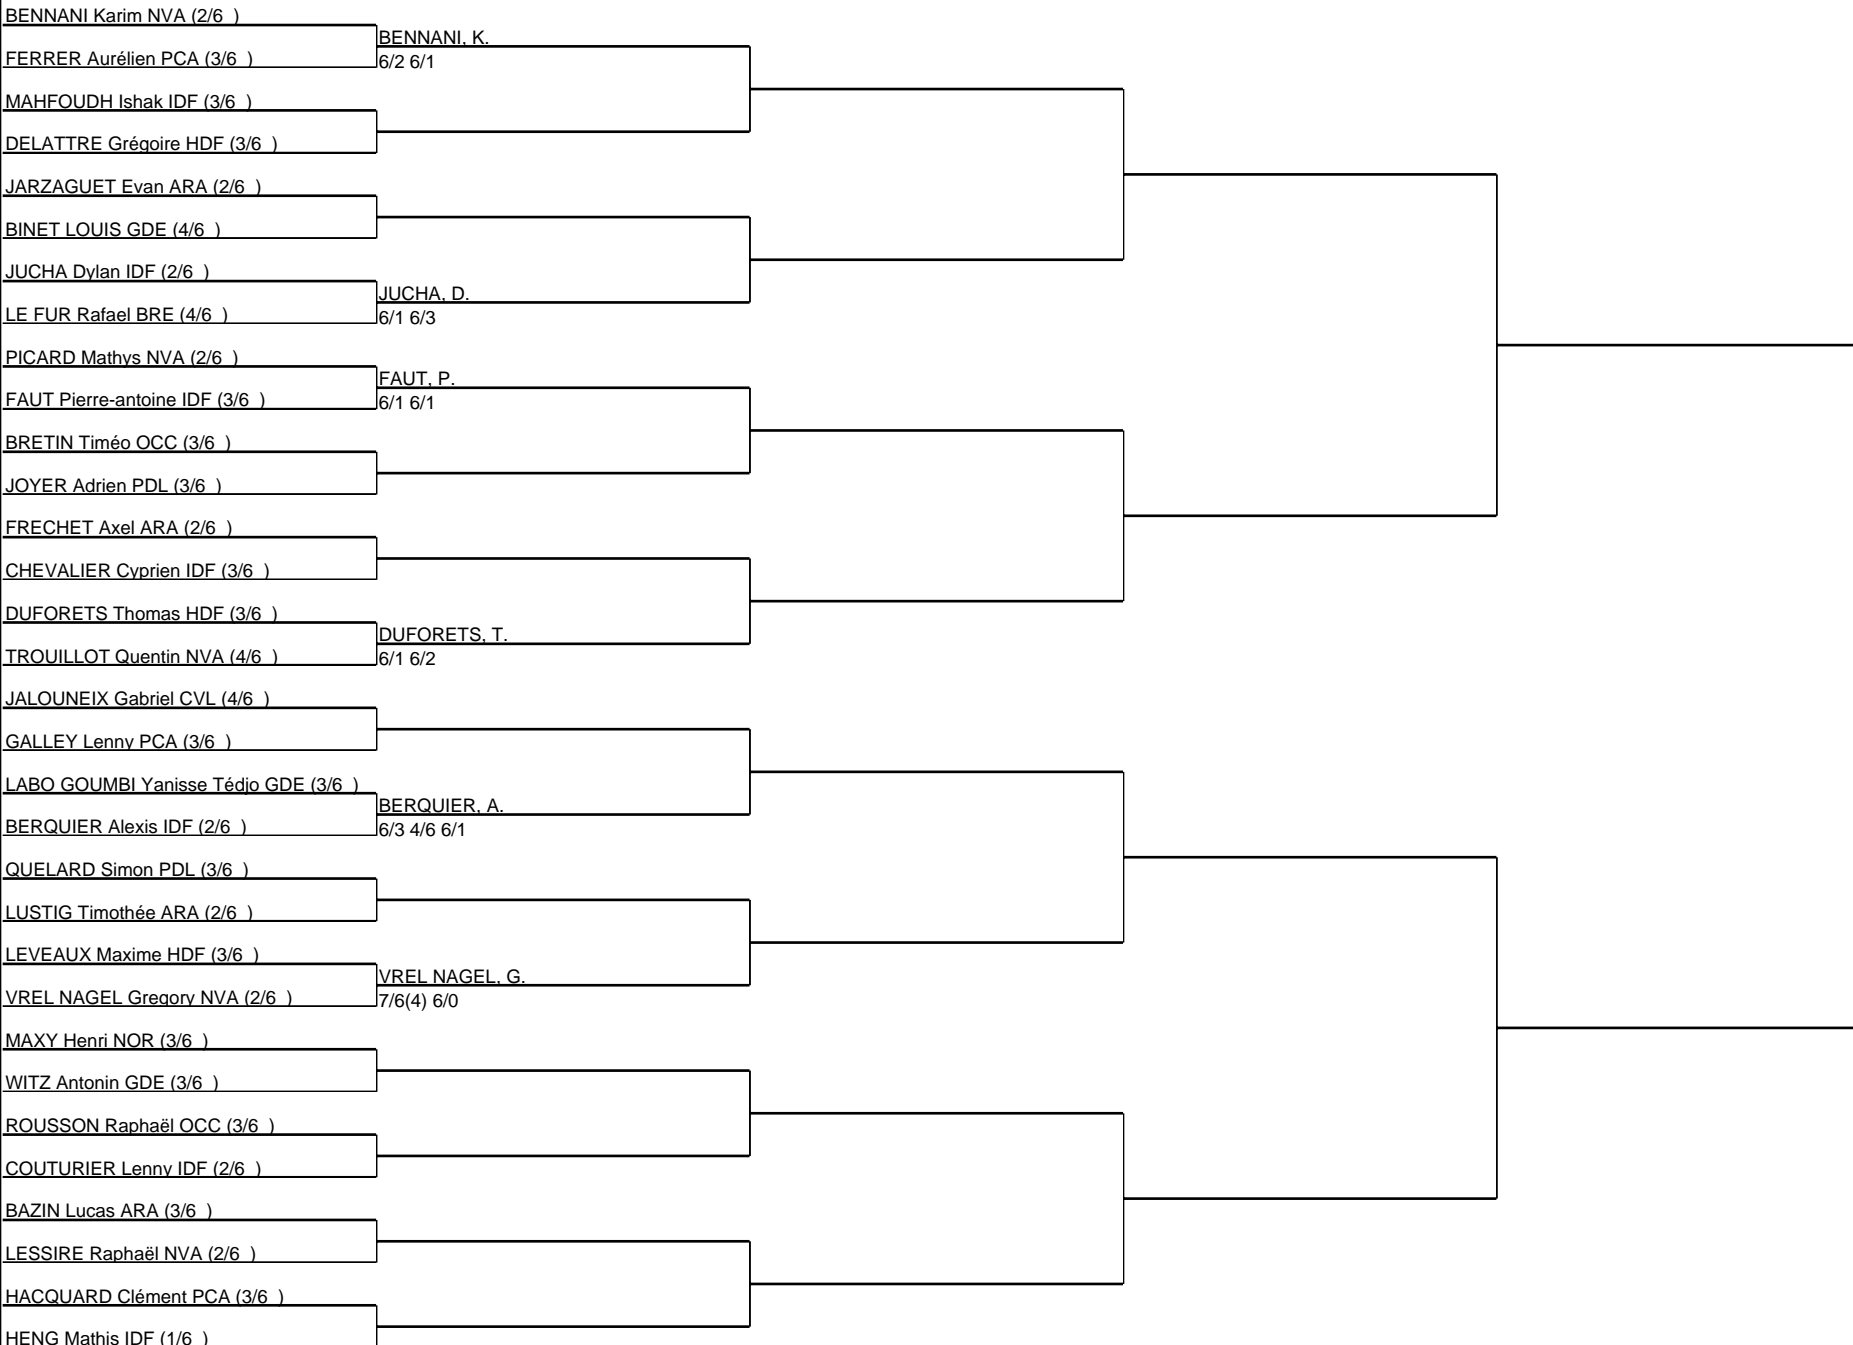 BENNANI Karim NVA (2/6 )
BENNANI, K.
FERRER Aurélien PCA (3/6 )
6/2 6/1
MAHFOUDH Ishak IDF (3/6 )
DELATTRE Grégoire HDF (3/6 )
JARZAGUET Evan ARA (2/6 )
BINET LOUIS GDE (4/6 )
JUCHA Dylan IDF (2/6 )
JUCHA, D.
LE FUR Rafael BRE (4/6 )
6/1 6/3
PICARD Mathys NVA (2/6 )
FAUT, P.
FAUT Pierre-antoine IDF (3/6 )
6/1 6/1
BRETIN Timéo OCC (3/6 )
JOYER Adrien PDL (3/6 )
FRECHET Axel ARA (2/6 )
CHEVALIER Cyprien IDF (3/6 )
DUFORETS Thomas HDF (3/6 )
DUFORETS, T.
TROUILLOT Quentin NVA (4/6 )
6/1 6/2
JALOUNEIX Gabriel CVL (4/6 )
GALLEY Lenny PCA (3/6 )
LABO GOUMBI Yanisse Tédjo GDE (3/6 )
BERQUIER, A.
BERQUIER Alexis IDF (2/6 )
6/3 4/6 6/1
QUELARD Simon PDL (3/6 )
LUSTIG Timothée ARA (2/6 )
LEVEAUX Maxime HDF (3/6 )
VREL NAGEL, G.
VREL NAGEL Gregory NVA (2/6 )
7/6(4) 6/0
MAXY Henri NOR (3/6 )
WITZ Antonin GDE (3/6 )
ROUSSON Raphaël OCC (3/6 )
COUTURIER Lenny IDF (2/6 )
BAZIN Lucas ARA (3/6 )
LESSIRE Raphaël NVA (2/6 )
HACQUARD Clément PCA (3/6 )
HENG Mathis IDF (1/6 )